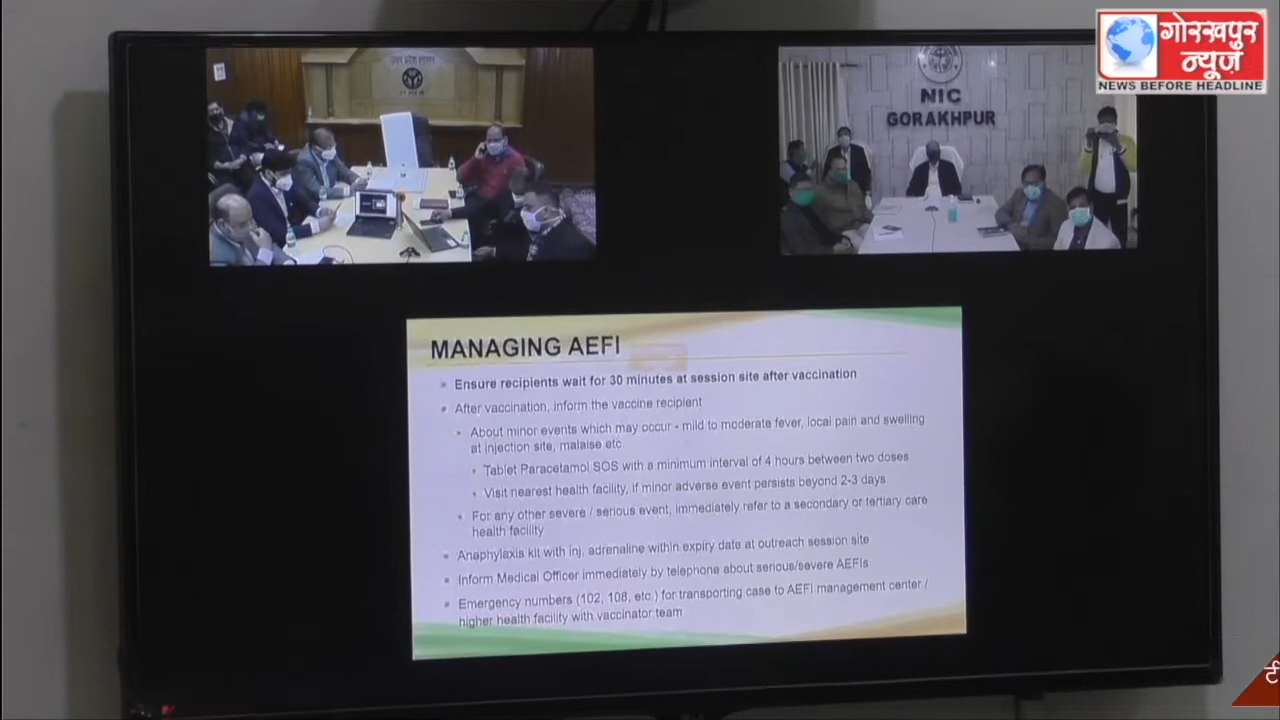 गोरखपुर
न्यूज़
NEWS BEFORE HEADLINE
NIC
GORAKHPUR
MANAGING AEFI
Ensure recipients wait for 30 minutes at session site after vaccination
After vaccination, inform the vaccine recipient
About minor events which may occur - mild to moderate fever, local pain and swelling
at injection site, malaise etc.
Tablet Paracetamol SOS with a minimum interval of 4 hours between two doses
Visit nearest health facility, if minor adverse event persists beyond 2-3 days
For any other severe / serious event, immediately refer to a secondary or tertiary care
health facility
Anaphylaxis kit with inj. adrenaline within expiry date at outreach session site
Inform Medical Officer immediately by telephone about serious/severe AEFIs
Emergency numbers (102, 108, etc.) for transporting case to AEFI management center /
higher health facility with vaccinator team